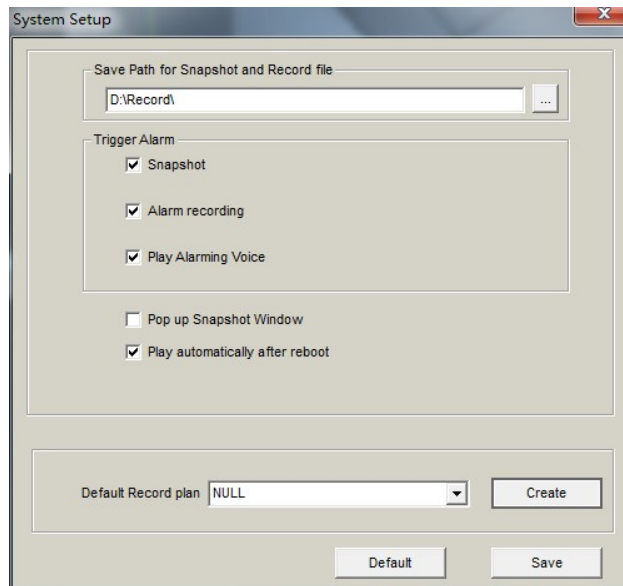 System Setup
Save Path for Snapshot and Record file
D:\Record\
...
Trigger Alarm
Snapshot
Alarm recording
Play Alarming Voice
Pop up Snapshot Window
Play automatically after reboot
Default Record plan NULL Create
Default Save